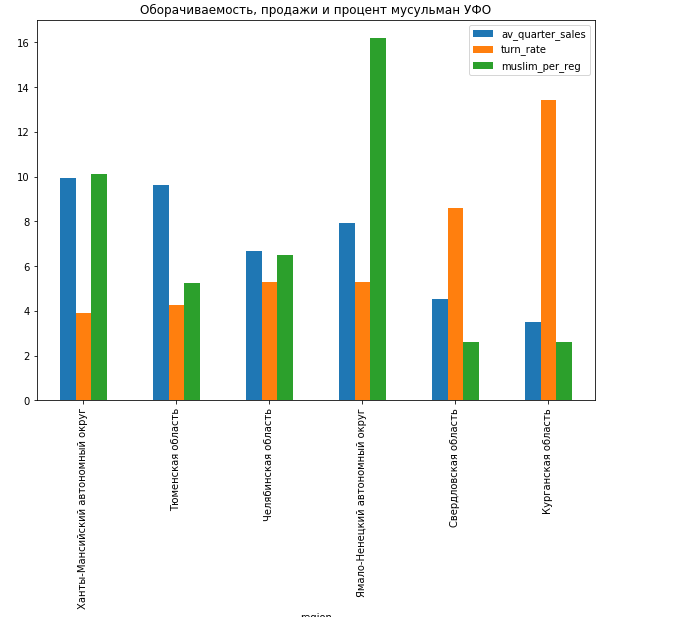 Оборачиваемость, продажи и процент мусульман УФО
av_quarter_sales
turn_rate
muslim_per_reg
16
14
12
10
8
6
4
2
0
Ханты-Мансийский автономный округ
Тюменская область
Челябинская область
Ямало-Ненецкий автономный округ
Свердловская область
Курганская область
region